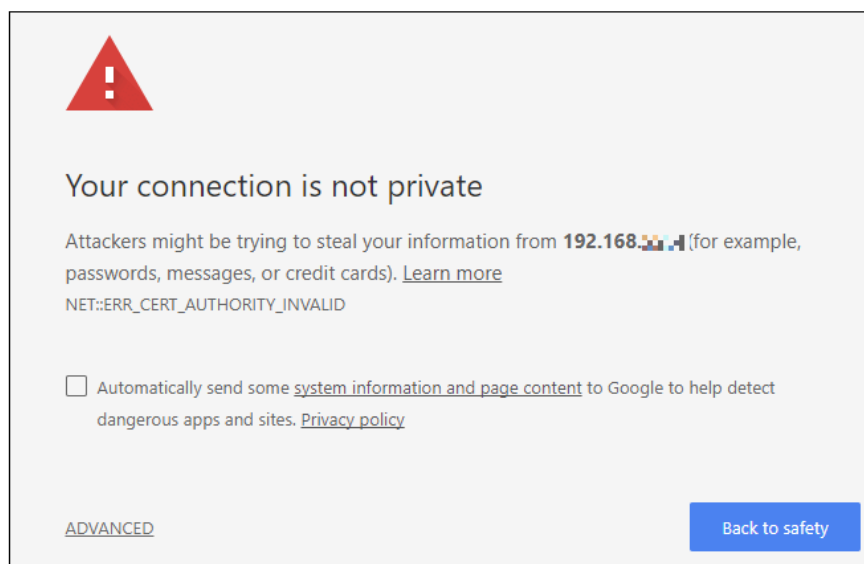 Your connection is not private
Attackers might be trying to steal your information from 192.168. (for example,
passwords, messages, or credit cards). Learn more
NET::ERR_CERT_AUTHORITY_INVALID
Automatically send some system information and page content to Google to help detect
dangerous apps and sites. Privacy policy
ADVANCED
Back to safety